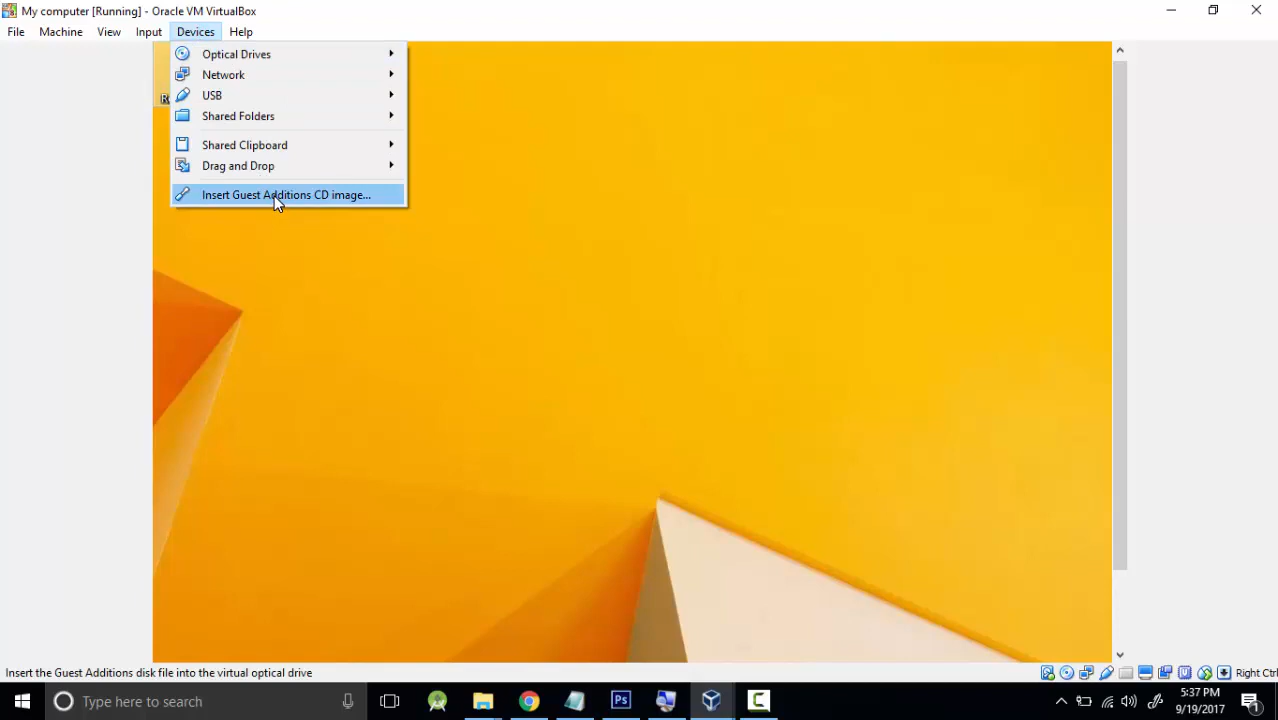 My computer [Running] - Oracle VM VirtualBox
File Machine View Input Devices Help
Optical Drives
Network
USB
Shared Folders
Shared Clipboard
Drag and Drop
Insert Guest Additions CD image...
Insert the Guest Additions disk file into the virtual optical drive
Right Ctrl
Type here to search
Ps
5:37 PM
9/19/2017
1